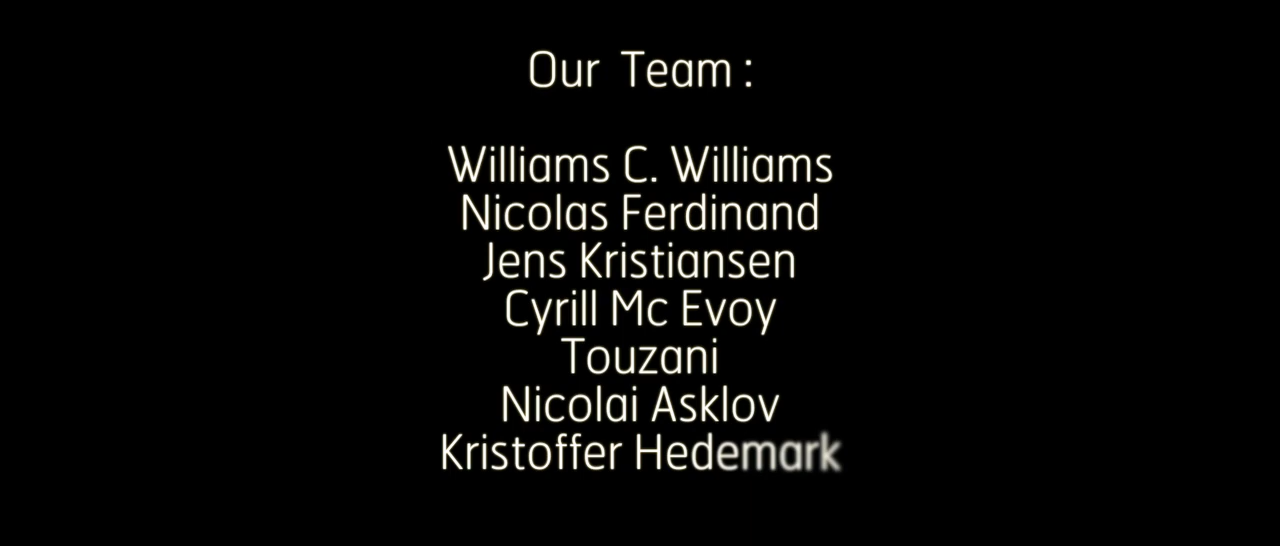 Our Team :
Williams C. Williams
Nicolas Ferdinand
Jens Kristiansen
Cyrill Mc Evoy
Touzani
Nicolai Asklov
Kristoffer Hedemark